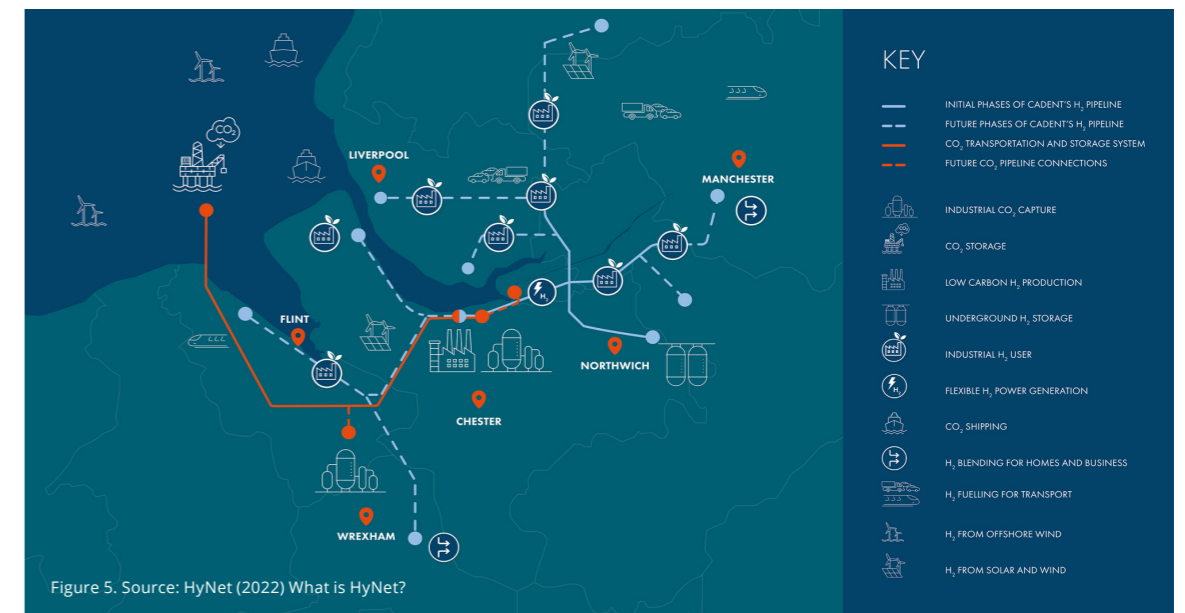 CO₂
LIVERPOOL
MANCHESTER
FLINT
H₂
NORTHWICH
CHESTER
WREXHAM
Figure 5. Source: HyNet (2022) What is HyNet?
KEY
INITIAL PHASES OF CADENT'S H₂ PIPELINE
FUTURE PHASES OF CADENT'S H₂ PIPELINE
CO₂ TRANSPORTATION AND STORAGE SYSTEM
FUTURE CO₂ PIPELINE CONNECTIONS
INDUSTRIAL CO₂ CAPTURE
CO₂
CO₂ STORAGE
LOW CARBON H₂ PRODUCTION
UNDERGROUND H₂ STORAGE
INDUSTRIAL H₂ USER
H₂
FLEXIBLE H₂ POWER GENERATION
CO₂ SHIPPING
H₂ BLENDING FOR HOMES AND BUSINESS
H₂ FUELLING FOR TRANSPORT
H₂ FROM OFFSHORE WIND
H₂ FROM SOLAR AND WIND